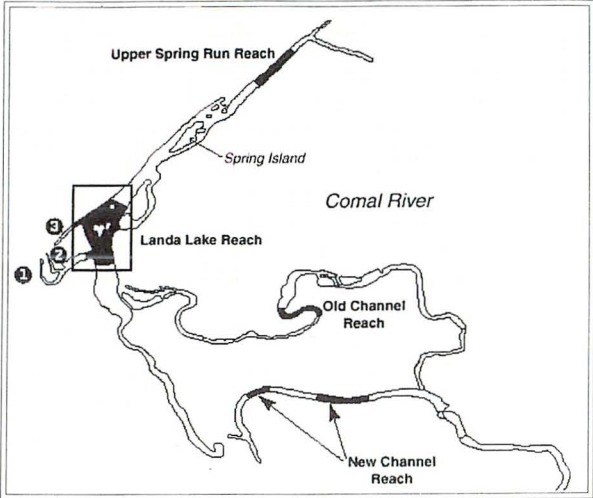 Upper Spring Run Reach
Spring Island
Comal River
3
Landa Lake Reach
2
1
Old Channel
Reach
New Channel
Reach